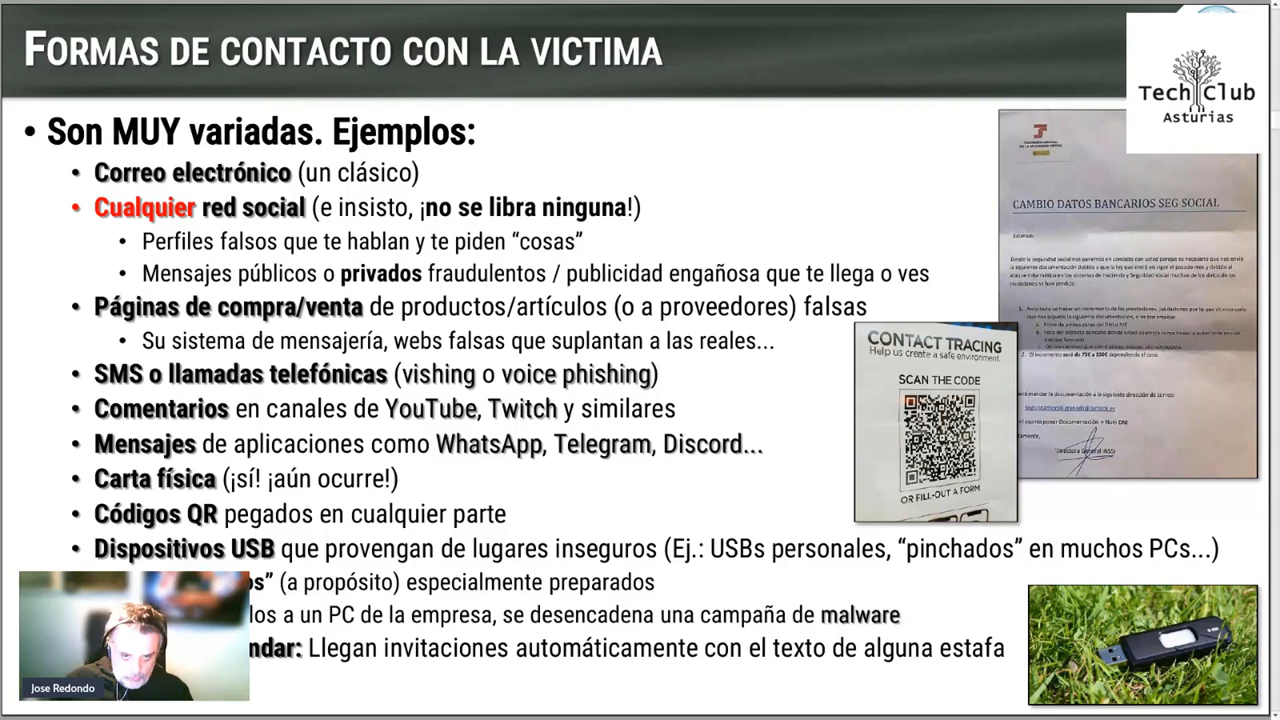 FORMAS DE CONTACTO CON LA VICTIMA
Tech Club
Asturias
• Son MUY variadas. Ejemplos:
• Correo electrónico (un clásico)
• Cualquier red social (e insisto, ¡no se libra ninguna!)
• Perfiles falsos que te hablan y te piden “cosas”
• Mensajes públicos o privados fraudulentos / publicidad engañosa que te llega o ves
• Páginas de compra/venta de productos/artículos (o a proveedores) falsas
• Su sistema de mensajería, webs falsas que suplantan a las reales...
• SMS o llamadas telefónicas (vishing o voice phishing)
• Comentarios en canales de YouTube, Twitch y similares
• Mensajes de aplicaciones como WhatsApp, Telegram, Discord...
• Carta física (¡sí! ¡aún ocurre!)
• Códigos QR pegados en cualquier parte
• Dispositivos USB que provengan de lugares inseguros (Ej.: USBs personales, “pinchados” en muchos PCs...)
os” (a propósito) especialmente preparados
los a un PC de la empresa, se desencadena una campaña de malware
ndar: Llegan invitaciones automáticamente con el texto de alguna estafa
Jose Redondo
CAMBIO DATOS BANCARIOS SEG SOCIAL
CONTACT TRACING
Help us create a safe environment.
SCAN THE CODE
OR FILL-OUT A FORM